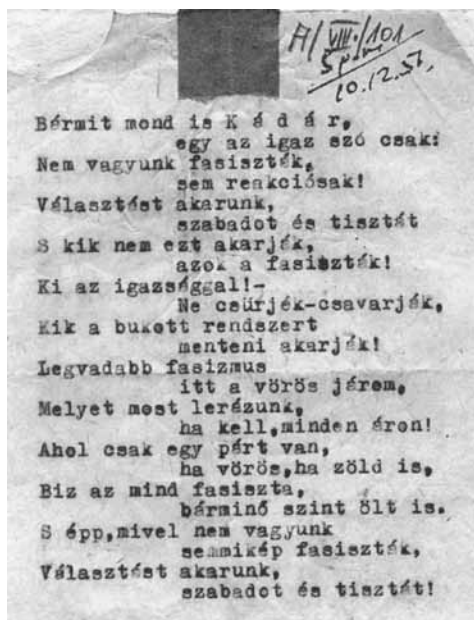 A/VIII./101
10.12.57.
Bérmit mond is K á d á r,
egy az igaz szó csak:
Nem vagyunk fasiszták,
sem reakciósak!
Választást akarunk,
szabadot és tisztát
S kik nem ezt akarják,
azok a fasiszták!
Ki az igazsággal!-
Ne csürjék-csavarják,
Kik a bukott rendszert
menteni akarják!
Legvadabb fasizmus
itt a vörös járom,
Melyet most lerázunk,
ha kell,minden áron!
Ahol csak egy párt van,
ha vörös,ha zöld is,
Biz az mind fasiszta,
bárminő szint ölt is.
S épp,mivel nem vagyunk
semmikép fasiszták,
Választást akarunk,
szabadot és tisztát!